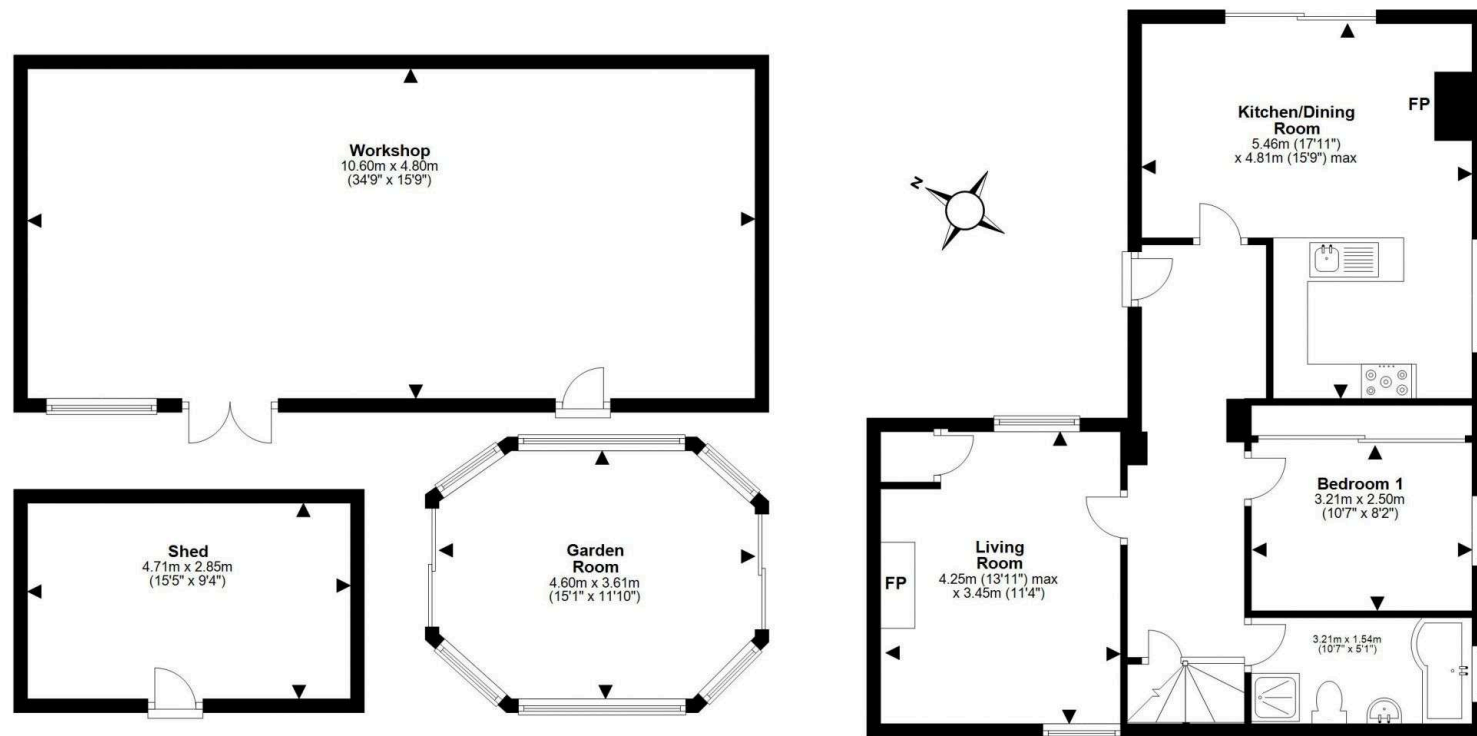 Workshop
10.60m x 4.80m
(34'9" x 15'9")
N
Kitchen/Dining
Room
5.46m (17'11")
x 4.81m (15'9") max
FP
Shed
4.71m x 2.85m
(15'5" x 9'4")
Garden
Room
4.60m x 3.61m
(15'1" x 11'10")
FP
Living
Room
4.25m (13'11") max
x 3.45m (11'4")
Bedroom 1
3.21m x 2.50m
(10'7" x 8'2")
3.21m x 1.54m
(10'7" x 5'1")